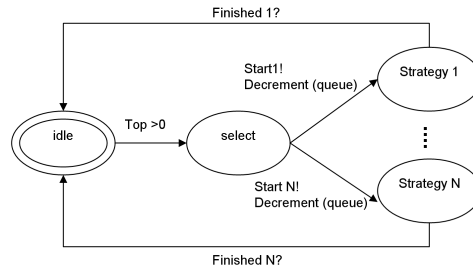 Finished 1?
Start1!
Decrement (queue)
Strategy 1
Top >0
idle
select
Start N!
Decrement (queue)
Strategy N
Finished N?